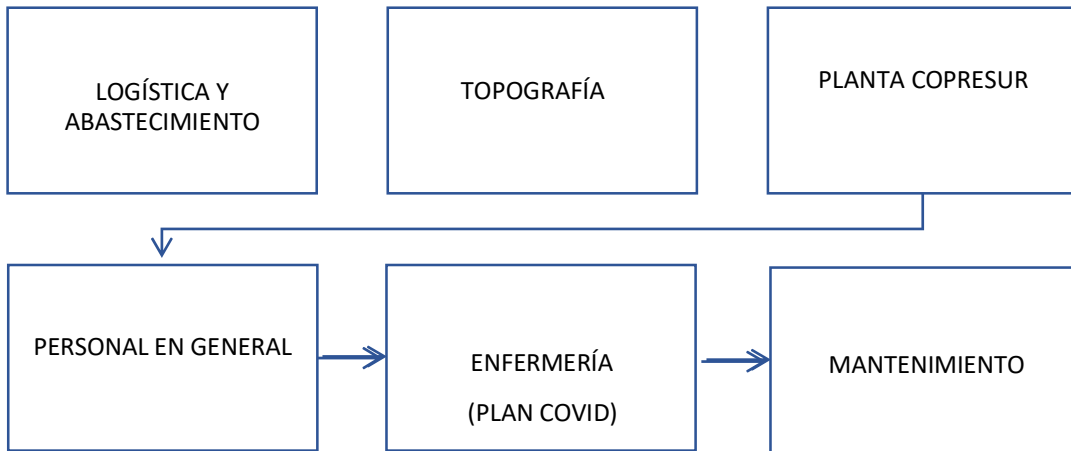 LOGÍSTICA Y
ABASTECIMIENTO
TOPOGRAFÍA
PLANTA COPRESUR
PERSONAL EN GENERAL
ENFERMERÍA
(PLAN COVID)
MANTENIMIENTO